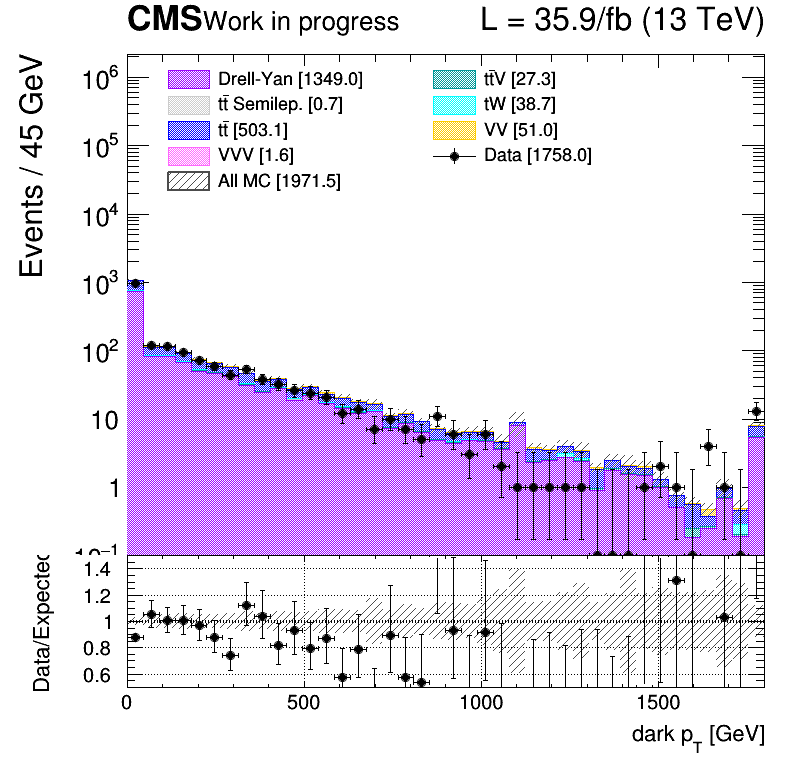 CMS Work in progress L = 35.9/fb (13 TeV)
Events / 45 GeV
10⁶
10⁵
10⁴
10³
10²
10
1
10⁻¹
Drell-Yan [1349.0]
tt̄ Semilep. [0.7]
tt̄ [503.1]
VVV [1.6]
All MC [1971.5]
tt̄V [27.3]
tW [38.7]
VV [51.0]
Data [1758.0]
Data/Expected
1.4
1.2
1
0.8
0.6
0 500 1000 1500
dark p_T [GeV]